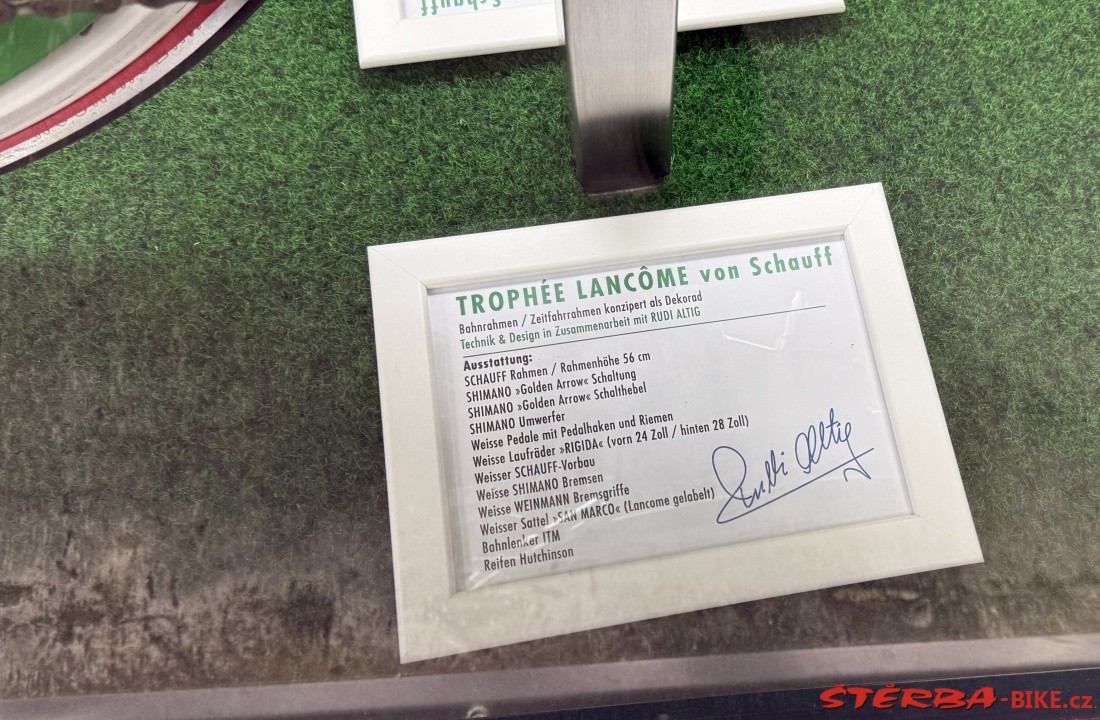 Schauff
TROPHÉE LANCÔME von Schauff
Bahnrahmen / Zeitfahrrahmen konzipert als Dekorad
Technik & Design in Zusammenarbeit mit RUDI ALTIG
Ausstattung:
SCHAUFF Rahmen / Rahmenhöhe 56 cm
SHIMANO »Golden Arrow« Schaltung
SHIMANO »Golden Arrow« Schalthebel
SHIMANO Umwerfer
Weisse Pedale mit Pedalhaken und Riemen
Weisse Laufräder »RIGIDA« (vorn 24 Zoll / hinten 28 Zoll)
Weisser SCHAUFF-Vorbau
Weisse SHIMANO Bremsen
Weisse WEINMANN Bremsgriffe
Weisser Sattel »SAN MARCO« (Lancome gelabelt)
Bahnlenker ITM
Reifen Hutchinson
Rudi Altig
ŠTĚRBA-BIKE.cz